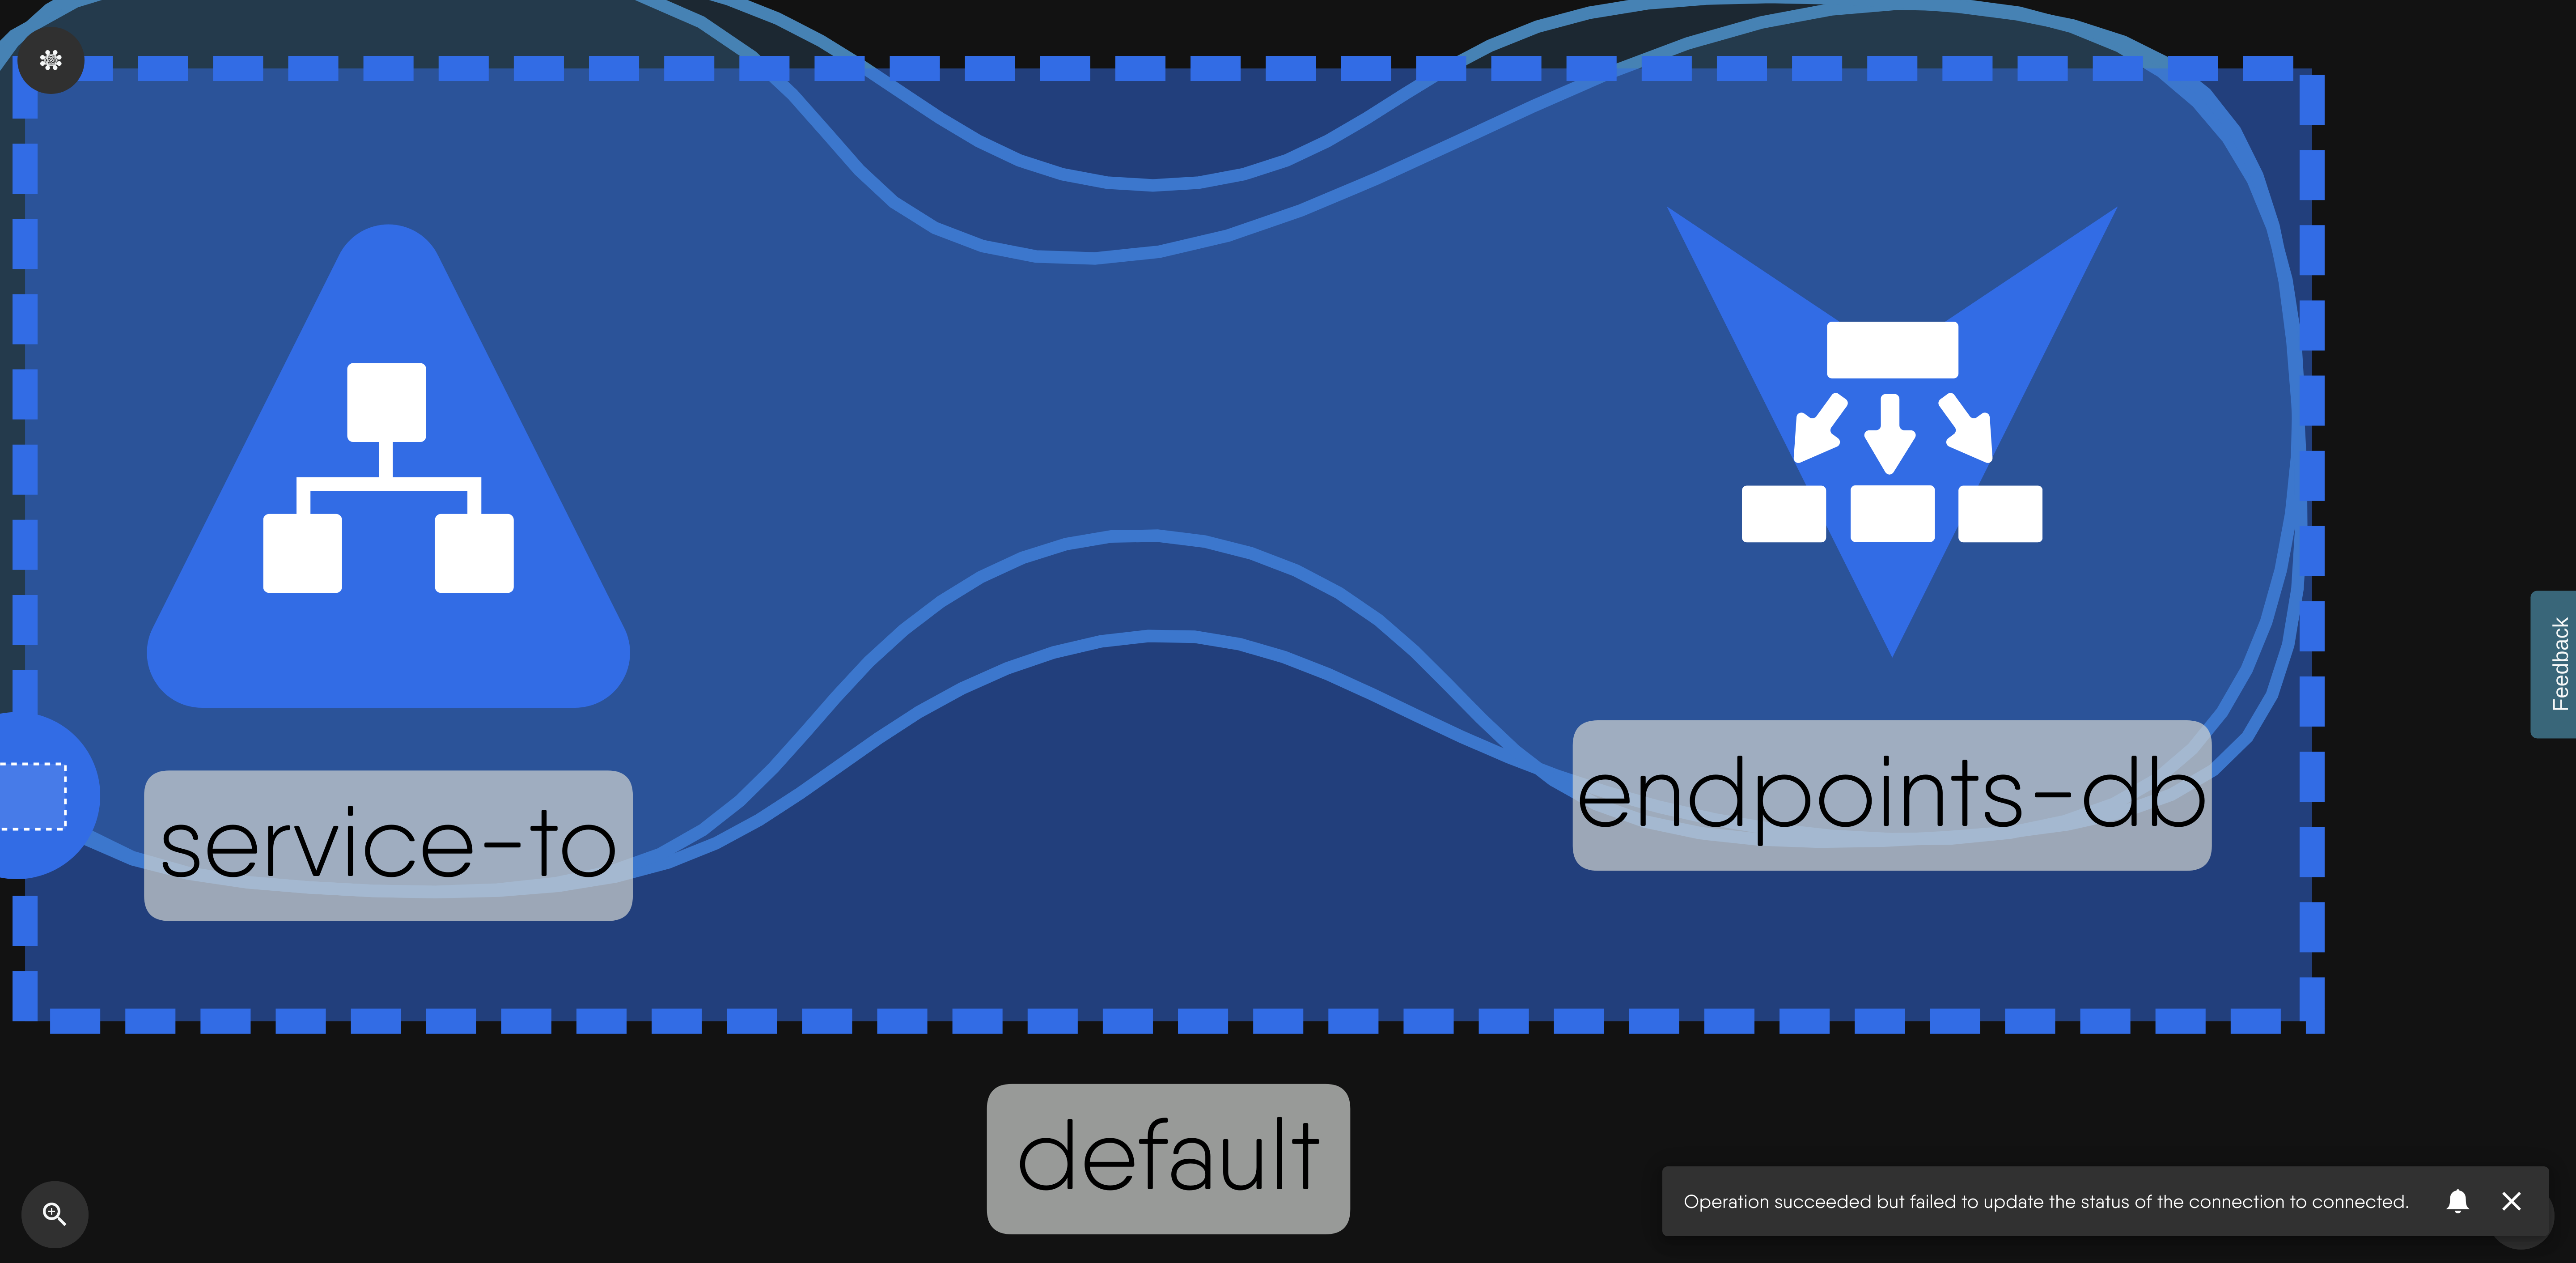 service-to
endpoints-db
default
Feedback
Operation succeeded but failed to update the status of the connection to connected.